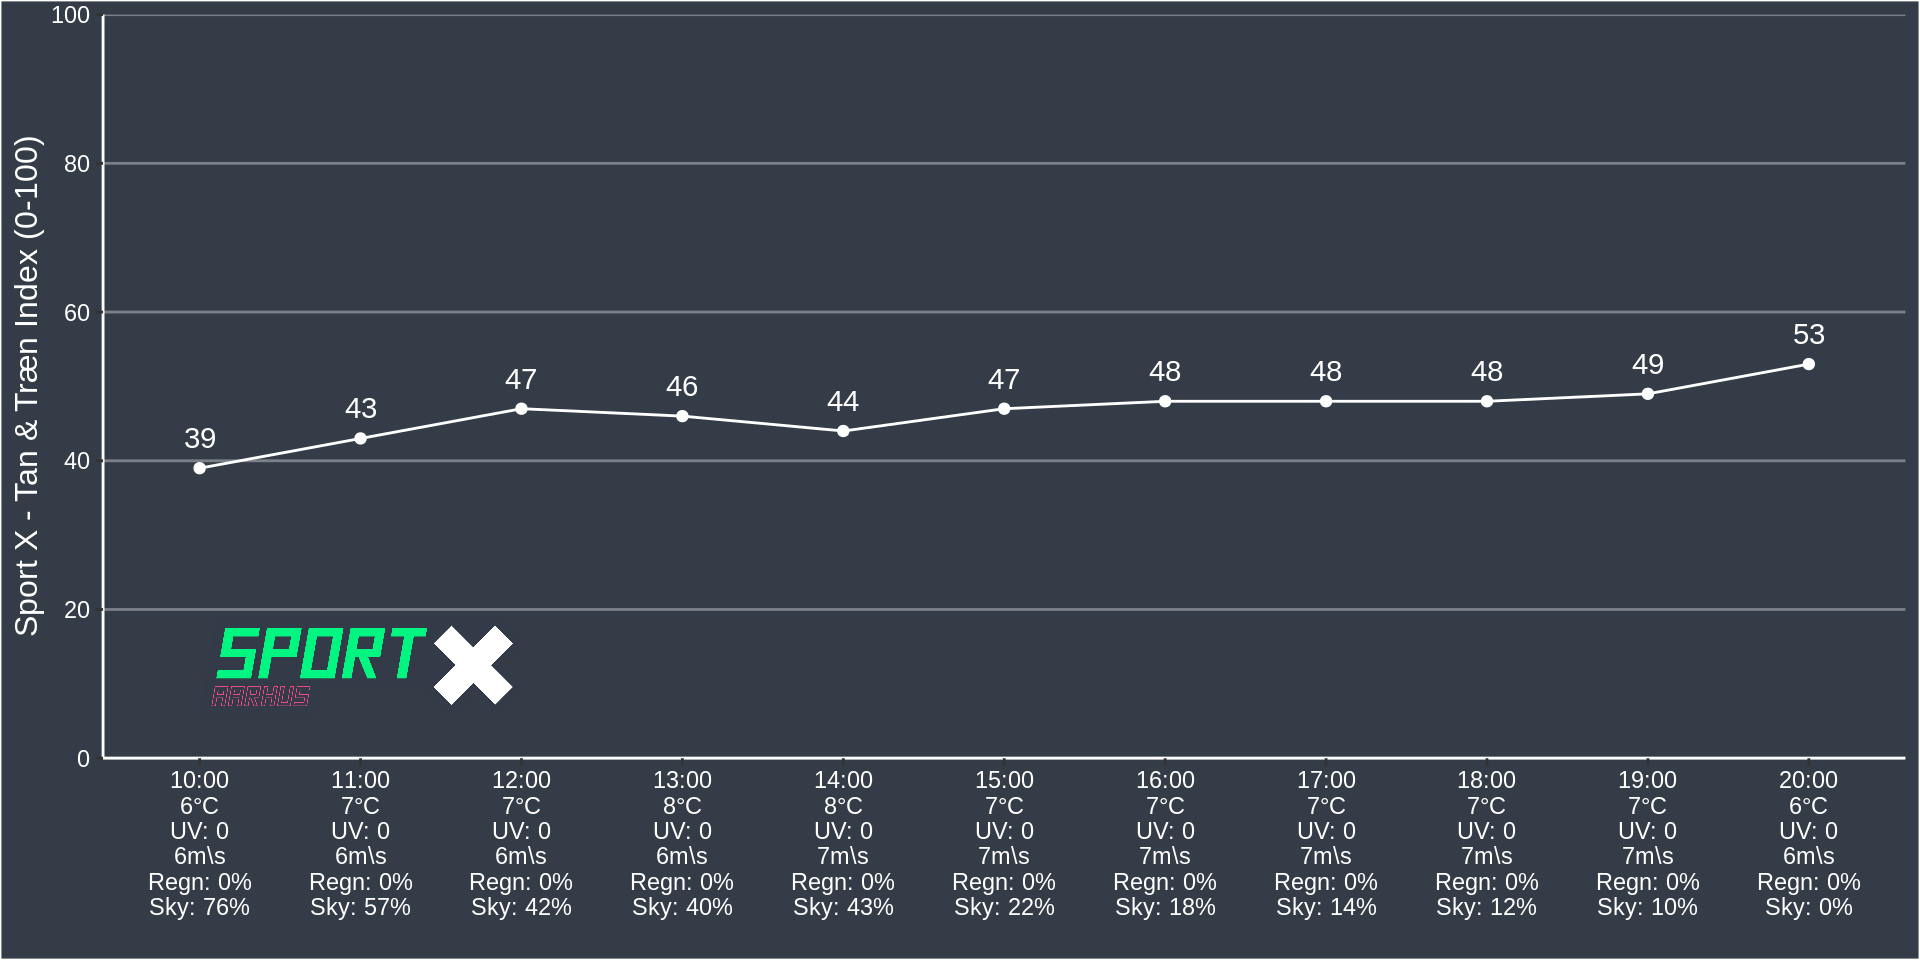 Sport X - Tan & Træn Index (0-100)
100
80
60
40
20
0
39
43
47
46
44
47
48
48
48
49
53
SPORT X
AARHUS
10:00 11:00 12:00 13:00 14:00 15:00 16:00 17:00 18:00 19:00 20:00
6°C 7°C 7°C 8°C 8°C 7°C 7°C 7°C 7°C 7°C 6°C
UV: 0 UV: 0 UV: 0 UV: 0 UV: 0 UV: 0 UV: 0 UV: 0 UV: 0 UV: 0 UV: 0
6m\s 6m\s 6m\s 6m\s 7m\s 7m\s 7m\s 7m\s 7m\s 7m\s 6m\s
Regn: 0% Regn: 0% Regn: 0% Regn: 0% Regn: 0% Regn: 0% Regn: 0% Regn: 0% Regn: 0% Regn: 0% Regn: 0%
Sky: 76% Sky: 57% Sky: 42% Sky: 40% Sky: 43% Sky: 22% Sky: 18% Sky: 14% Sky: 12% Sky: 10% Sky: 0%